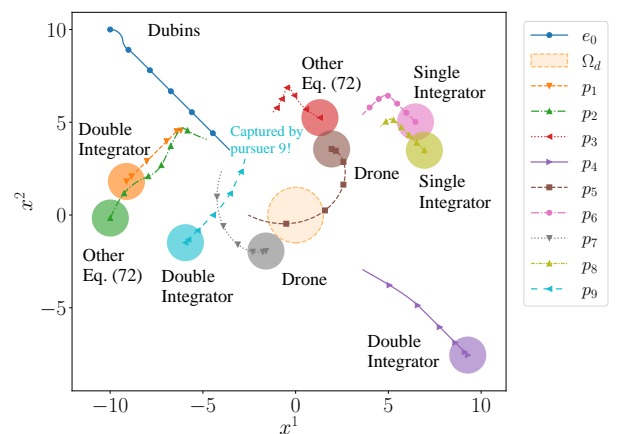 10
5
0
−5
x²
−10
−5
0
5
10
x¹
Dubins
Other
Eq. (72)
Single
Integrator
Double
Integrator
Captured by
pursuer 9!
Drone
Single
Integrator
Other
Eq. (72)
Double
Integrator
Drone
Double
Integrator
e₀
Ω_d
p₁
p₂
p₃
p₄
p₅
p₆
p₇
p₈
p₉